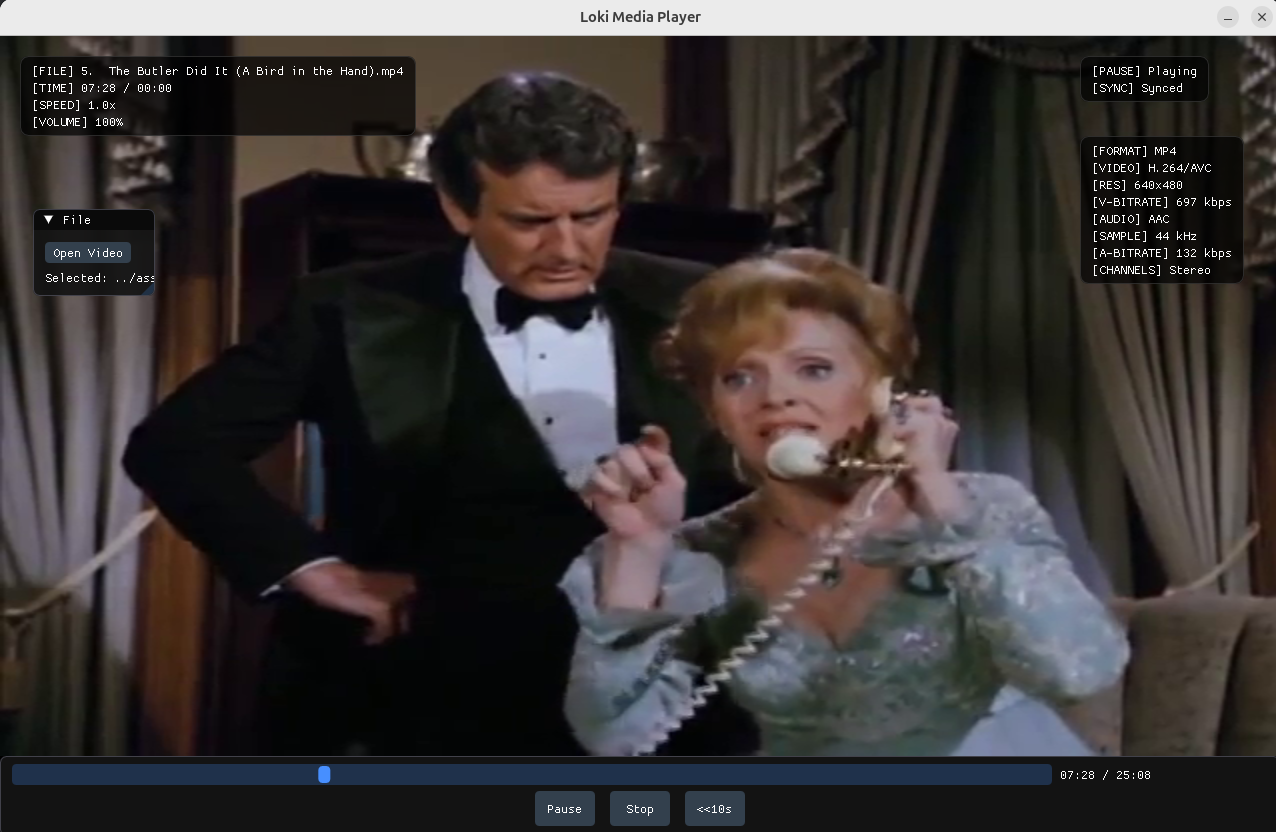 Loki Media Player
[FILE] 5.  The Butler Did It (A Bird in the Hand).mp4
[TIME] 07:28 / 00:00
[SPEED] 1.0x
[VOLUME] 100%
[PAUSE] Playing
[SYNC] Synced
[FORMAT] MP4
[VIDEO] H.264/AVC
[RES] 640x480
[V-BITRATE] 697 kbps
[AUDIO] AAC
[SAMPLE] 44 kHz
[A-BITRATE] 132 kbps
[CHANNELS] Stereo
▼ File
Open Video
Selected: ../ass
07:28 / 25:08
Pause
Stop
<<10s